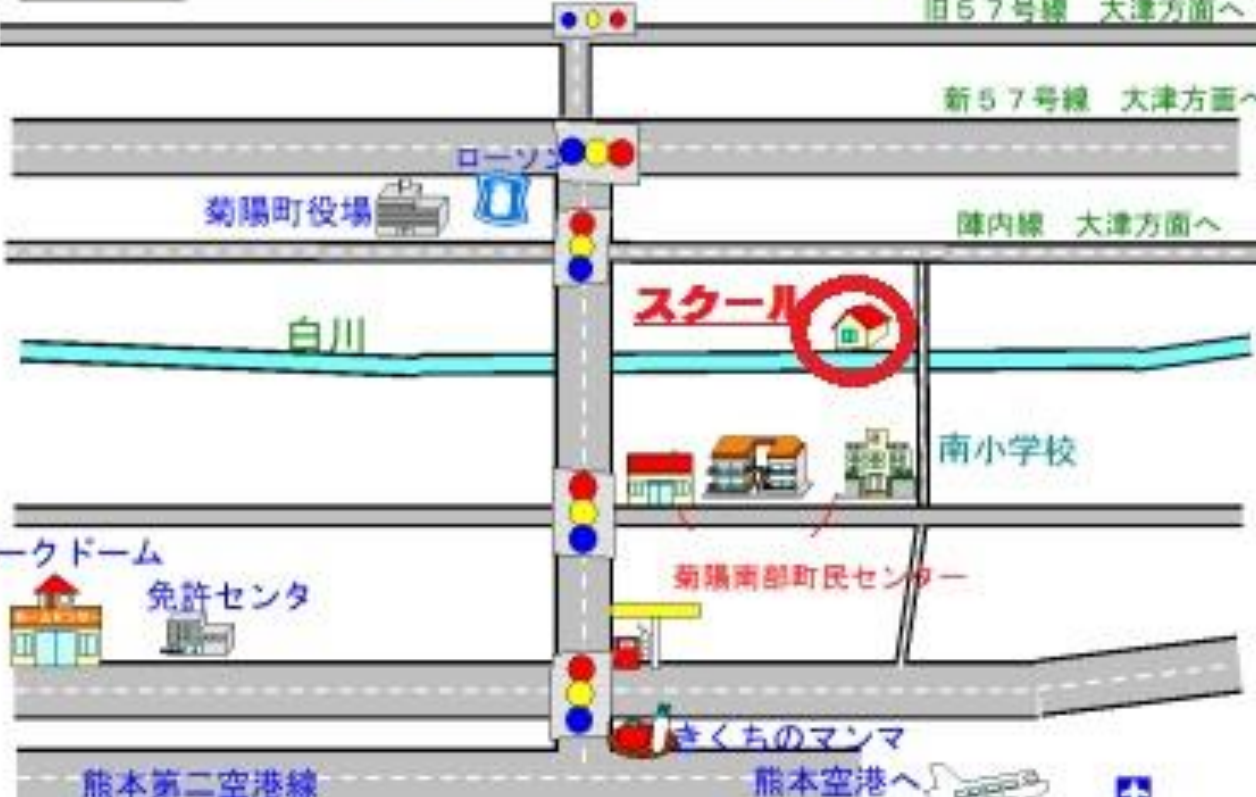 旧57号線　大津方面へ
新57号線　大津方面へ
ローソン
菊陽町役場
陣内線　大津方面へ
スクール
白川
南小学校
ークドーム
菊陽南部町民センター
免許センタ
きくちのマンマ
熊本第二空港線
熊本空港へ